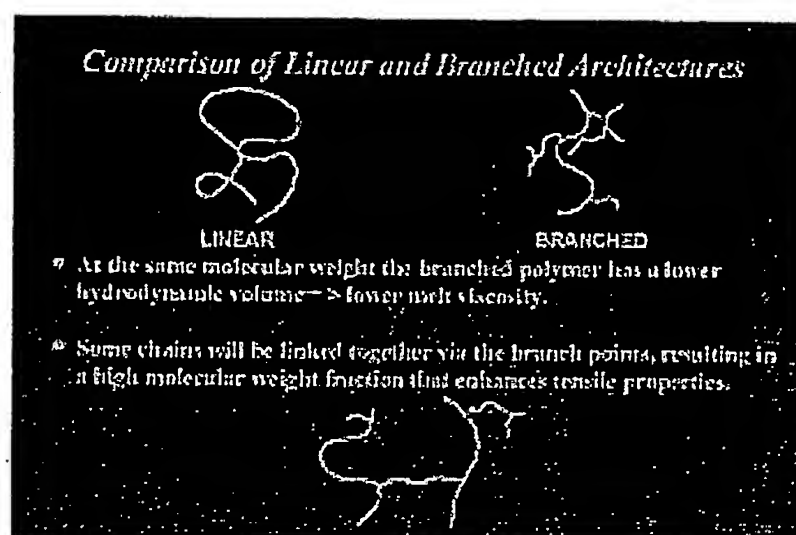 Comparison of Linear and Branched Architectures
LINEAR
BRANCHED
At the same molecular weight the branched polymer has a lower
hydrodynamic volume—> lower melt viscosity.
Some chains will be linked together via the branch points, resulting in
a high molecular weight fraction that enhances tensile properties.